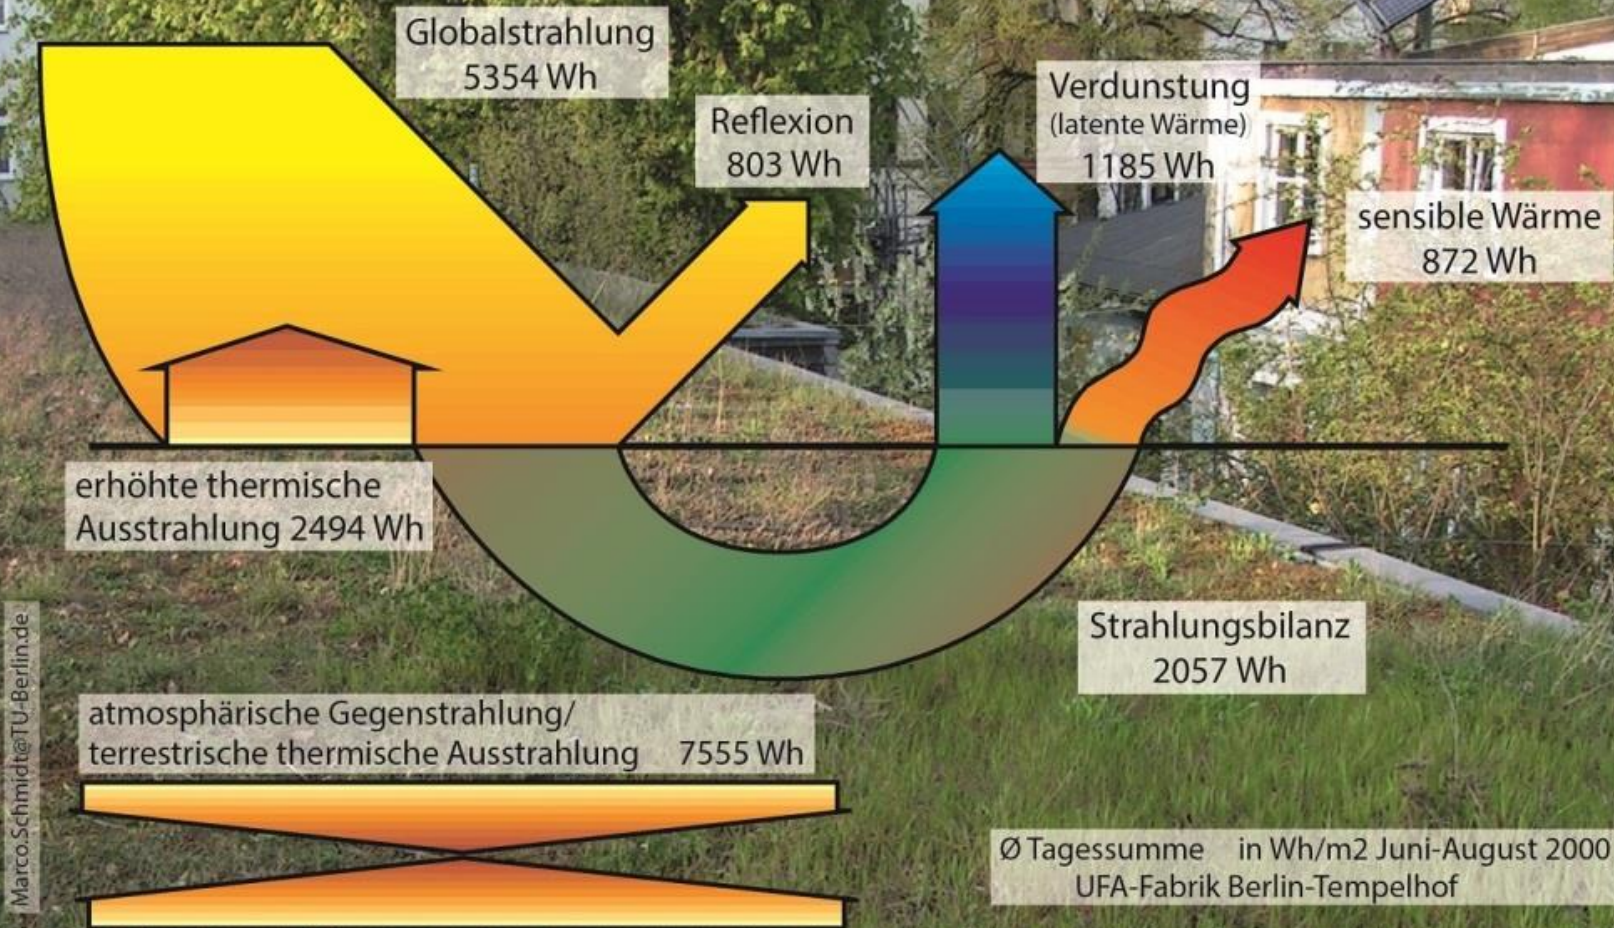 Globalstrahlung
5354 Wh
Reflexion
803 Wh
Verdunstung
(latente Wärme)
1185 Wh
sensible Wärme
872 Wh
erhöhte thermische
Ausstrahlung 2494 Wh
Strahlungsbilanz
2057 Wh
atmosphärische Gegenstrahlung/
terrestrische thermische Ausstrahlung 7555 Wh
Ø Tagessumme in Wh/m2 Juni-August 2000
UFA-Fabrik Berlin-Tempelhof
Marco.Schmidt@TU-Berlin.de